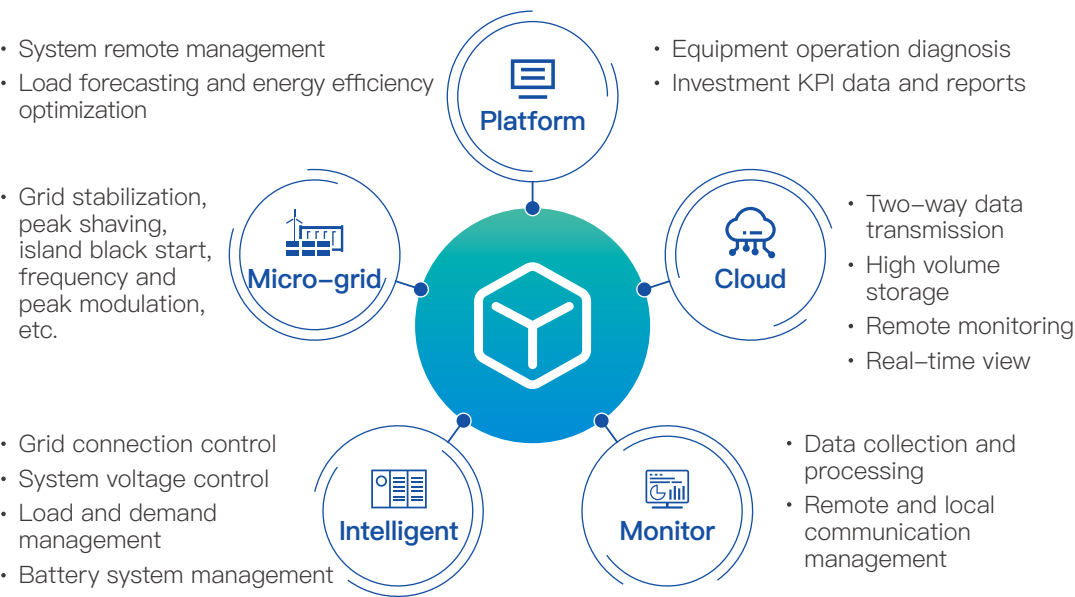 • System remote management
• Load forecasting and energy efficiency
optimization
Platform
• Equipment operation diagnosis
• Investment KPI data and reports
• Grid stabilization,
peak shaving,
island black start,
frequency and
peak modulation,
etc.
Micro-grid
Cloud
• Two-way data
transmission
• High volume
storage
• Remote monitoring
• Real-time view
• Grid connection control
• System voltage control
• Load and demand
management
• Battery system management
Intelligent
Monitor
• Data collection and
processing
• Remote and local
communication
management